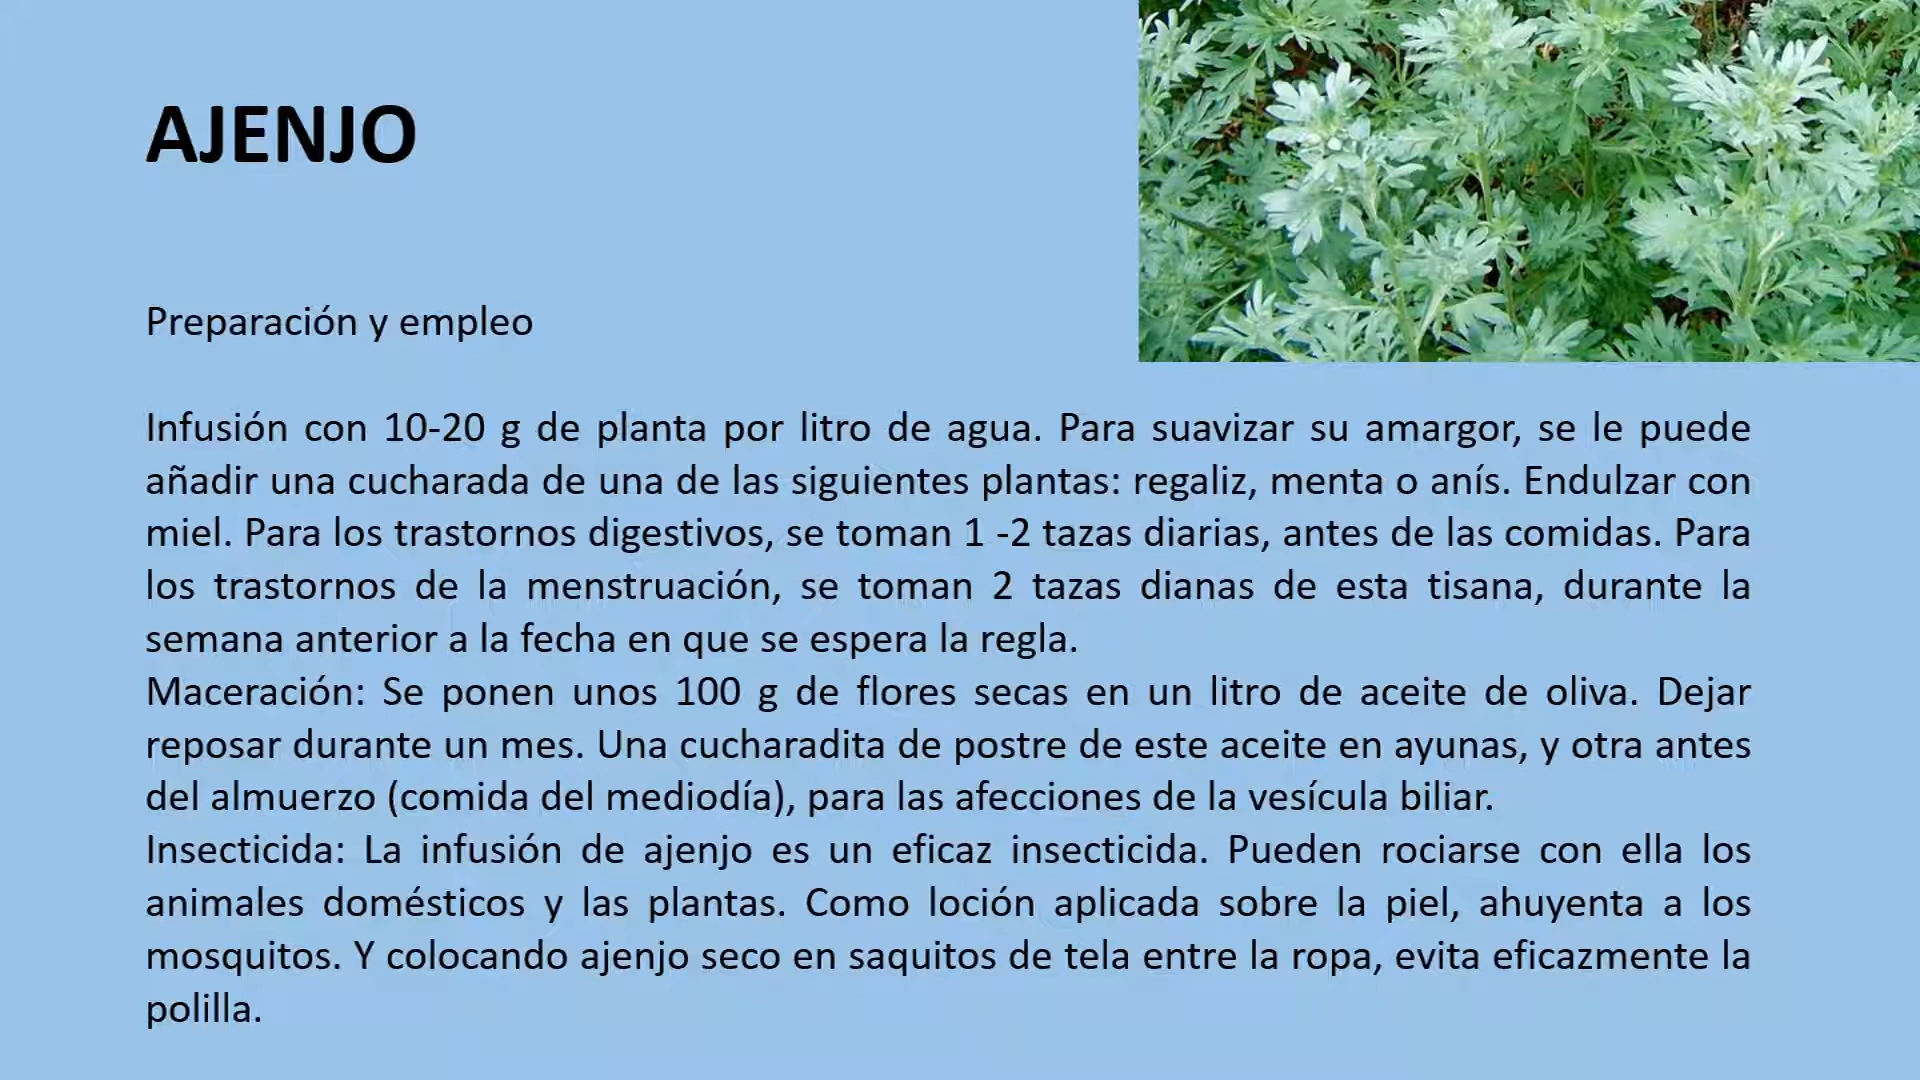 AJENJO
Preparación y empleo
Infusión con 10-20 g de planta por litro de agua. Para suavizar su amargor, se le puede
añadir una cucharada de una de las siguientes plantas: regaliz, menta o anís. Endulzar con
miel. Para los trastornos digestivos, se toman 1 -2 tazas diarias, antes de las comidas. Para
los trastornos de la menstruación, se toman 2 tazas dianas de esta tisana, durante la
semana anterior a la fecha en que se espera la regla.
Maceración: Se ponen unos 100 g de flores secas en un litro de aceite de oliva. Dejar
reposar durante un mes. Una cucharadita de postre de este aceite en ayunas, y otra antes
del almuerzo (comida del mediodía), para las afecciones de la vesícula biliar.
Insecticida: La infusión de ajenjo es un eficaz insecticida. Pueden rociarse con ella los
animales domésticos y las plantas. Como loción aplicada sobre la piel, ahuyenta a los
mosquitos. Y colocando ajenjo seco en saquitos de tela entre la ropa, evita eficazmente la
polilla.